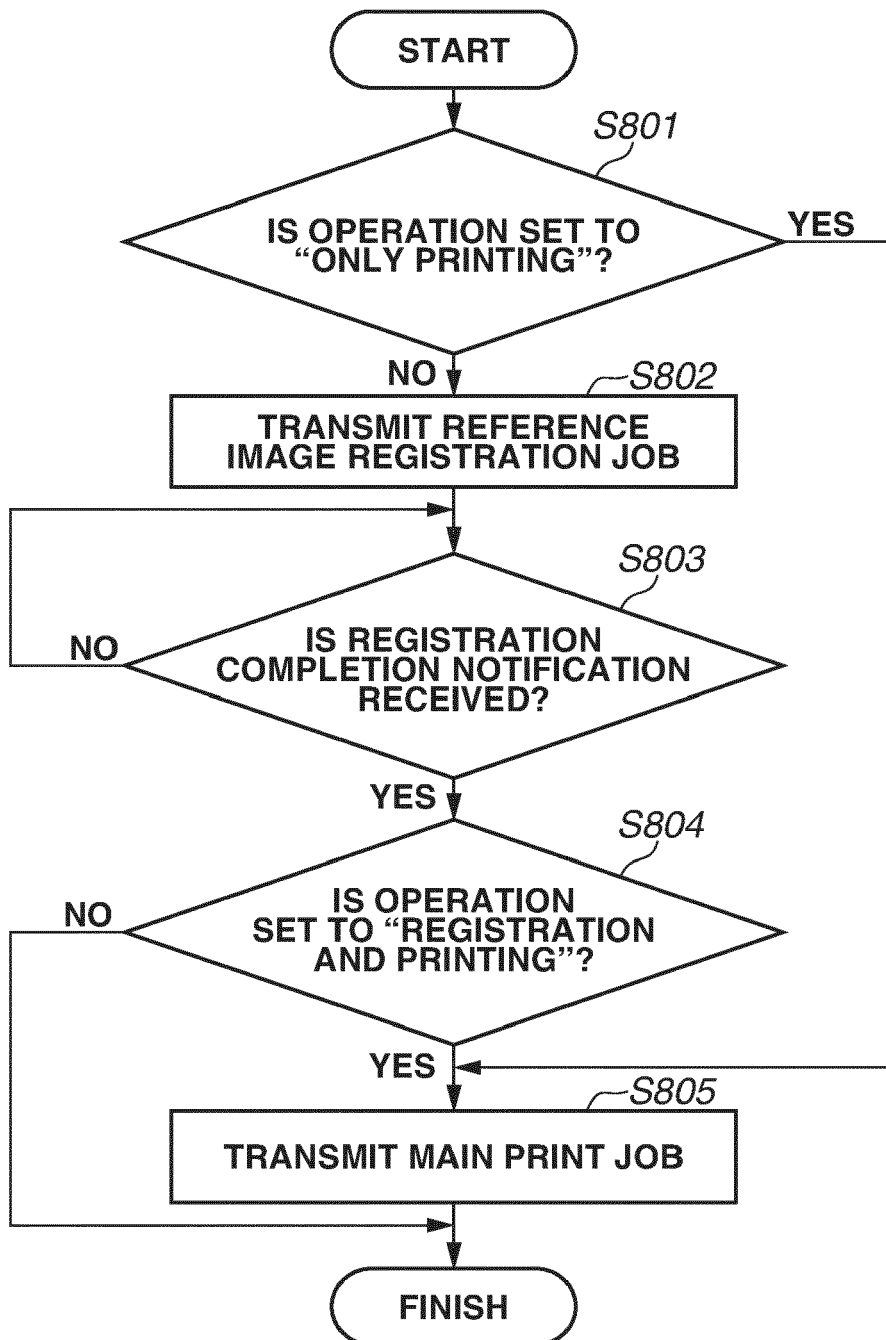 START
S801
IS OPERATION SET TO
“ONLY PRINTING”?
YES
NO
S802
TRANSMIT REFERENCE
IMAGE REGISTRATION JOB
S803
IS REGISTRATION
COMPLETION NOTIFICATION
RECEIVED?
NO
YES
S804
IS OPERATION
SET TO “REGISTRATION
AND PRINTING”?
NO
YES
S805
TRANSMIT MAIN PRINT JOB
FINISH